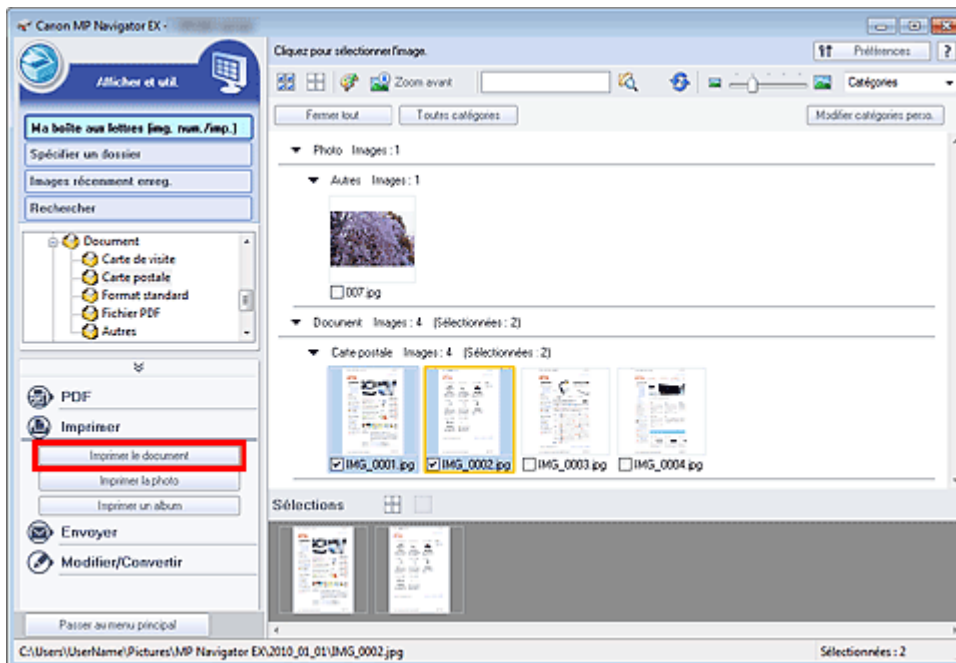 Canon MP Navigator EX -
Afficher et util.
Ma boîte aux lettres [img. num./imp.]
Spécifier un dossier
Images récemment enreg.
Rechercher
Document
Carte de visite
Carte postale
Format standard
Fichier PDF
Autres
PDF
Imprimer
Imprimer le document
Imprimer la photo
Imprimer un album
Envoyer
Modifier/Convertir
Passer au menu principal
Cliquez pour sélectionner l'image.
Préférences
?
Zoom avant
Catégories
Fermer tout
Toutes catégories
Modifier catégories perso.
Photo Images : 1
Autres Images : 1
007.jpg
Document Images : 4 (Sélectionnées : 2)
Carte postale Images : 4 (Sélectionnées : 2)
IMG_0001.jpg IMG_0002.jpg IMG_0003.jpg IMG_0004.jpg
Sélections
C:\Users\UserName\Pictures\MP Navigator EX\2010_01_01\IMG_0002.jpg
Sélectionnées : 2